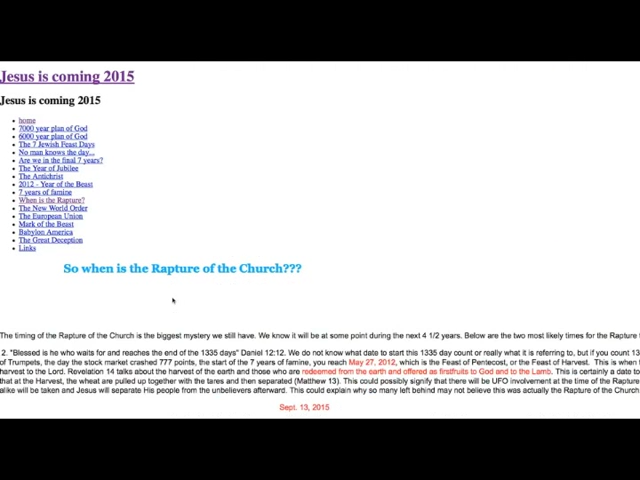 Jesus is coming 2015
Jesus is coming 2015
home
7000 year plan of God
6000 year plan of God
The 7 Jewish Feast Days
No man knows the day...
Are we in the final 7 years?
The Year of Jubilee
The Antichrist
2012 - Year of the Beast
7 years of famine
When is the Rapture?
The New World Order
The European Union
Mark of the Beast
Babylon America
The Great Deception
Links
So when is the Rapture of the Church???
The timing of the Rapture of the Church is the biggest mystery we still have. We know it will be at some point during the next 4 1/2 years. Below are the two most likely times for the Rapture
2. "Blessed is he who waits for and reaches the end of the 1335 days" Daniel 12:12. We do not know what date to start this 1335 day count or really what it is referring to, but if you count 13
of Trumpets, the day the stock market crashed 777 points, the start of the 7 years of famine, you reach May 27, 2012, which is the Feast of Pentecost, or the Feast of Harvest. This is when
harvest to the Lord. Revelation 14 talks about the harvest of the earth and those who are redeemed from the earth and offered as firstfruits to God and to the Lamb. This is certainly a date to
that at the Harvest, the wheat are pulled up together with the tares and then separated (Matthew 13). This could possibly signify that there will be UFO involvement at the time of the Rapture
alike will be taken and Jesus will separate His people from the unbelievers afterward. This could explain why so many left behind may not believe this was actually the Rapture of the Church
Sept. 13, 2015